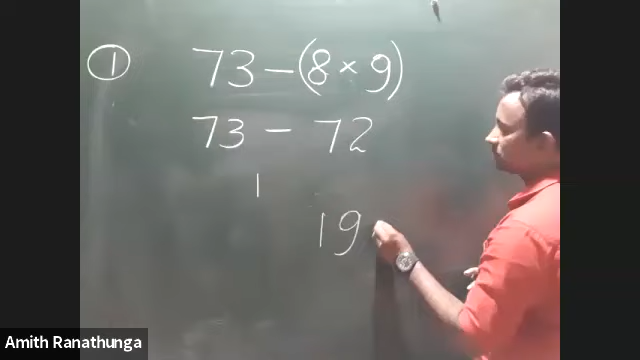 ① 73 – (8 × 9)
73 – 72
1
19
Amith Ranathunga